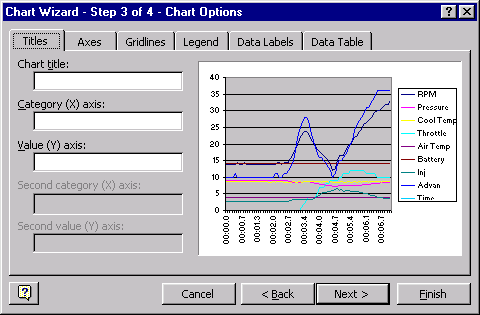 Chart Wizard - Step 3 of 4 - Chart Options
Titles Axes Gridlines Legend Data Labels Data Table
Chart title:
Category (X) axis:
Value (Y) axis:
Second category (X) axis:
Second value (Y) axis:
40
35
30
25
20
15
10
5
0
00:00.0
00:00.7
00:01.3
00:02.0
00:02.7
00:03.4
00:04.0
00:04.7
00:05.4
00:06.1
00:06.7
RPM
Pressure
Cool Temp
Throttle
Air Temp
Battery
Inj
Advan
Time
Cancel < Back Next > Finish